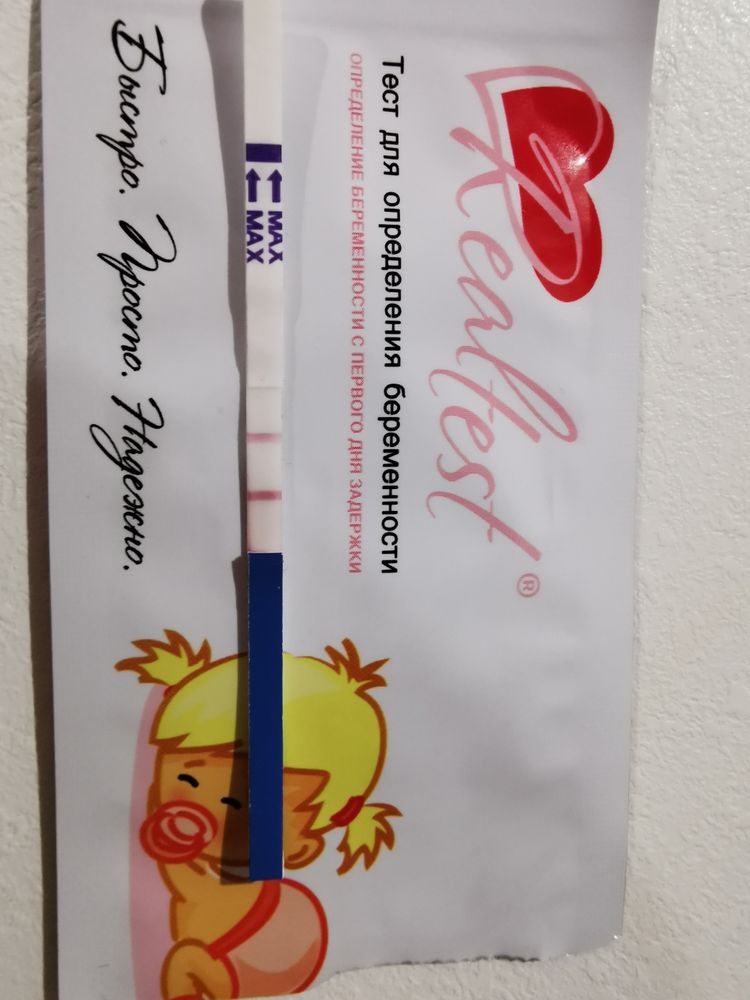 Realtest®
Тест для определения беременности
ОПРЕДЕЛЕНИЕ БЕРЕМЕННОСТИ С ПЕРВОГО ДНЯ ЗАДЕРЖКИ
MAX
MAX
Быстро. Просто. Надежно.